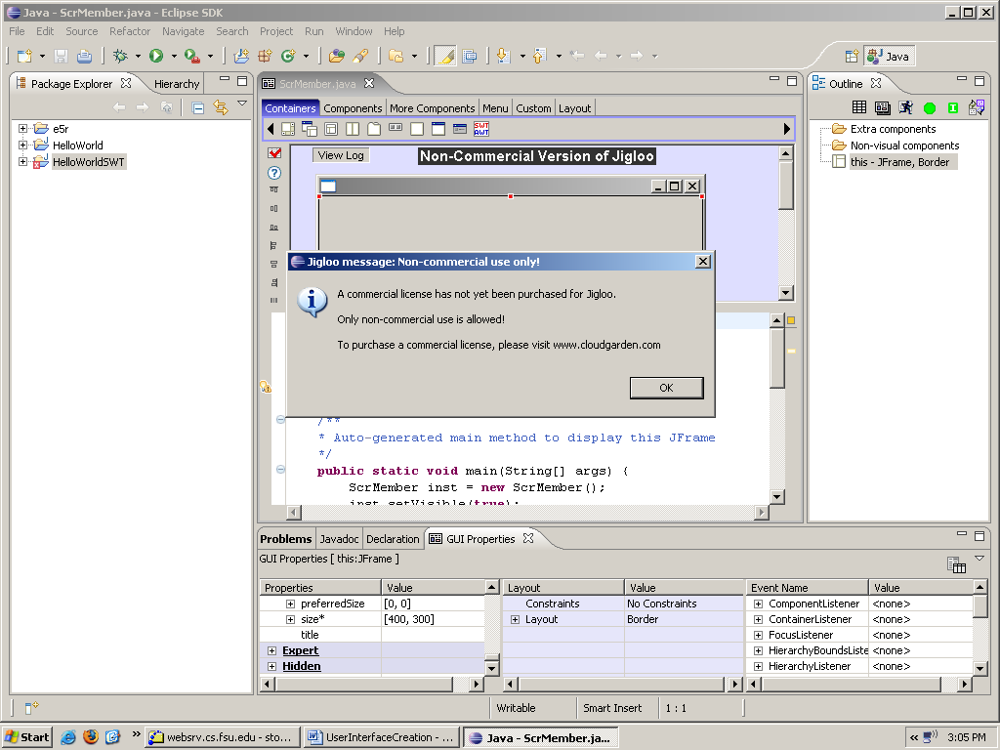 Java - ScrMember.java - Eclipse SDK
File Edit Source Refactor Navigate Search Project Run Window Help
Java
Package Explorer Hierarchy
e5r
HelloWorld
HelloWorldSWT
ScrMember.java
Containers Components More Components Menu Custom Layout
SWT
AWT
View Log Non-Commercial Version of Jigloo
Jigloo message: Non-commercial use only!
A commercial license has not yet been purchased for Jigloo.
Only non-commercial use is allowed!
To purchase a commercial license, please visit www.cloudgarden.com
OK
/**
* Auto-generated main method to display this JFrame
*/
public static void main(String[] args) {
ScrMember inst = new ScrMember();
inst.setVisible(true);
Outline
Extra components
Non-visual components
this - JFrame, Border
Problems Javadoc Declaration GUI Properties
GUI Properties [ this:JFrame ]
Properties Value
preferredSize [0, 0]
size* [400, 300]
title
Expert
Hidden
Layout Value
Constraints No Constraints
Layout Border
Event Name Value
ComponentListener <none>
ContainerListener <none>
FocusListener <none>
HierarchyBoundsListe <none>
HierarchyListener <none>
Writable Smart Insert 1 : 1
Start » websrv.cs.fsu.edu - sto... UserInterfaceCreation - ... Java - ScrMember.ja... « 3:05 PM